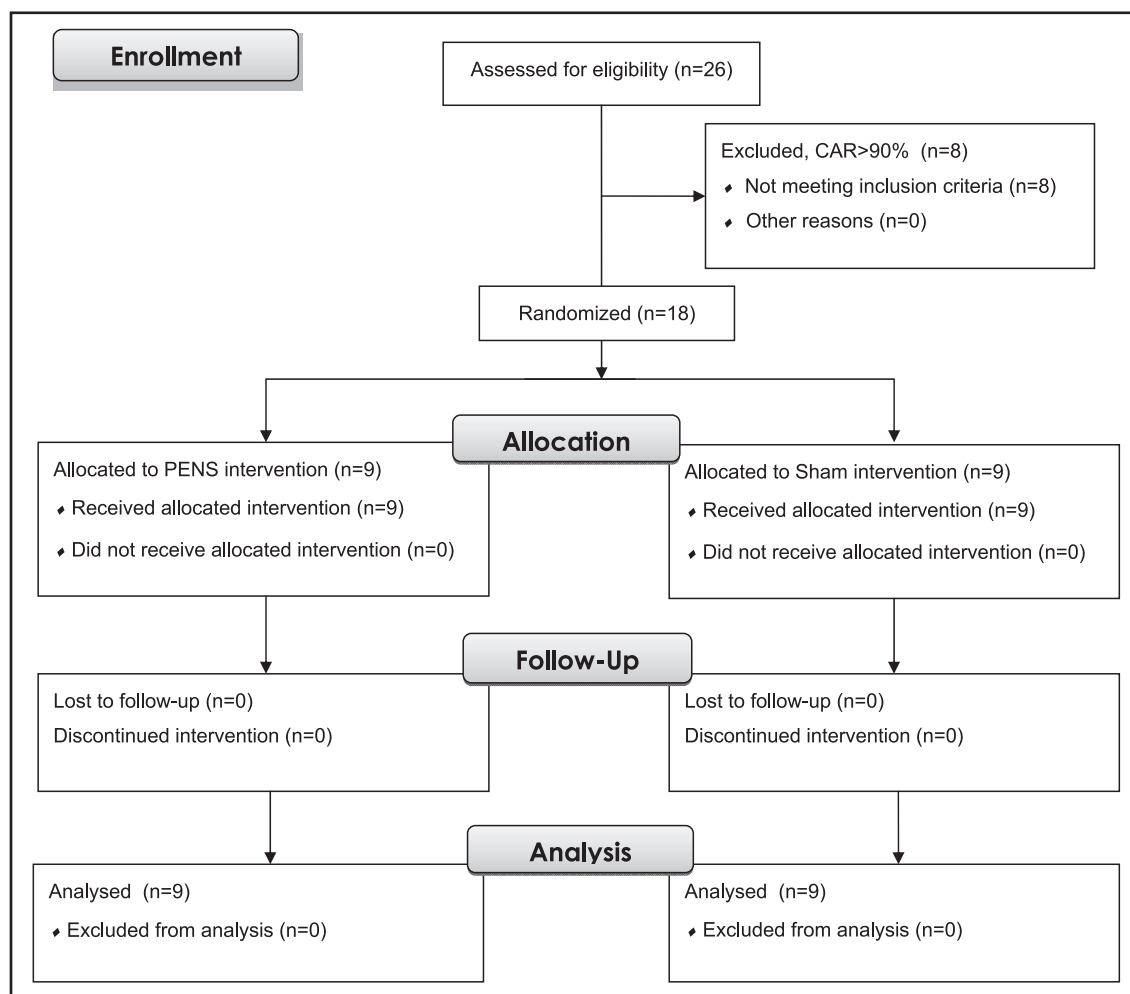 Enrollment
Assessed for eligibility (n=26)
Excluded, CAR>90% (n=8)
♦ Not meeting inclusion criteria (n=8)
♦ Other reasons (n=0)
Randomized (n=18)
Allocation
Allocated to PENS intervention (n=9)
♦ Received allocated intervention (n=9)
♦ Did not receive allocated intervention (n=0)
Allocated to Sham intervention (n=9)
♦ Received allocated intervention (n=9)
♦ Did not receive allocated intervention (n=0)
Follow-Up
Lost to follow-up (n=0)
Discontinued intervention (n=0)
Lost to follow-up (n=0)
Discontinued intervention (n=0)
Analysis
Analysed (n=9)
♦ Excluded from analysis (n=0)
Analysed (n=9)
♦ Excluded from analysis (n=0)